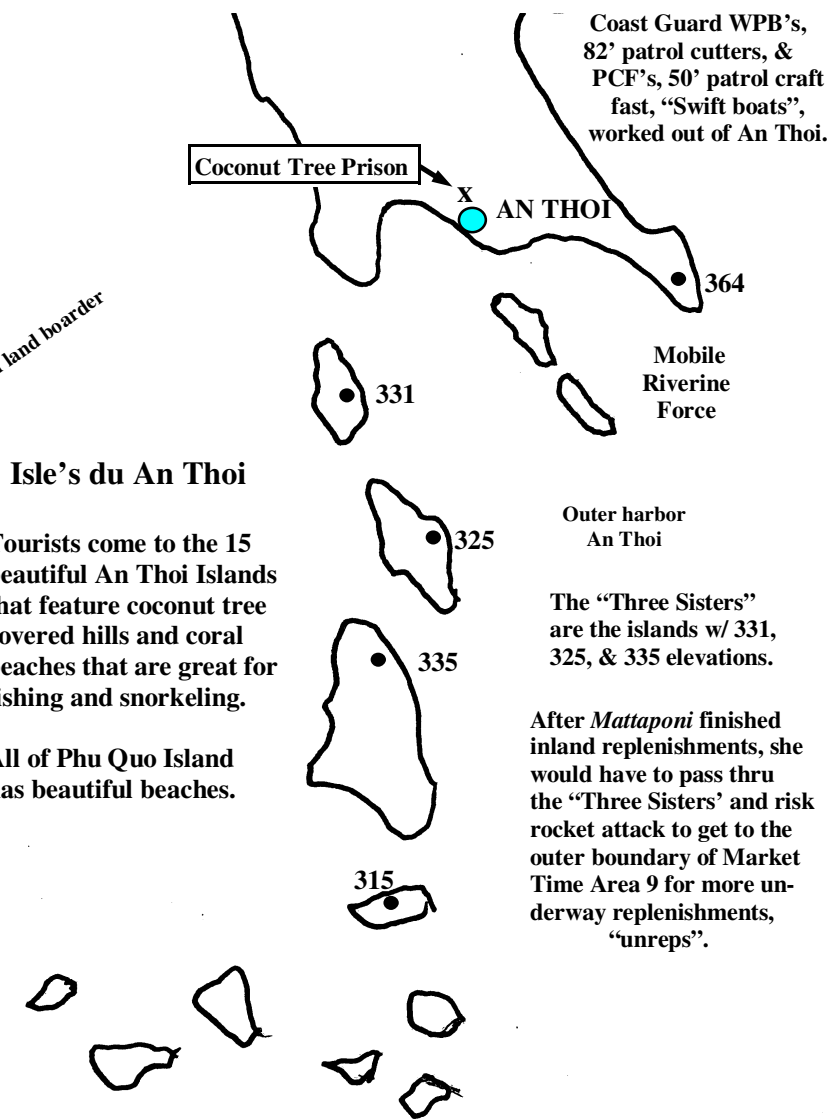 Coast Guard WPB's,
82' patrol cutters, &
PCF's, 50' patrol craft
fast, “Swift boats”,
worked out of An Thoi.
Coconut Tree Prison
x
AN THOI
364
land boarder
Mobile
Riverine
Force
331
Isle's du An Thoi
Outer harbor
An Thoi
325
Tourists come to the 15
eautiful An Thoi Islands
hat feature coconut tree
overed hills and coral
eaches that are great for
ishing and snorkeling.
The “Three Sisters”
are the islands w/ 331,
325, & 335 elevations.
335
All of Phu Quo Island
as beautiful beaches.
After Mattaponi finished
inland replenishments, she
would have to pass thru
the “Three Sisters' and risk
rocket attack to get to the
outer boundary of Market
Time Area 9 for more un-
derway replenishments,
“unreps”.
315